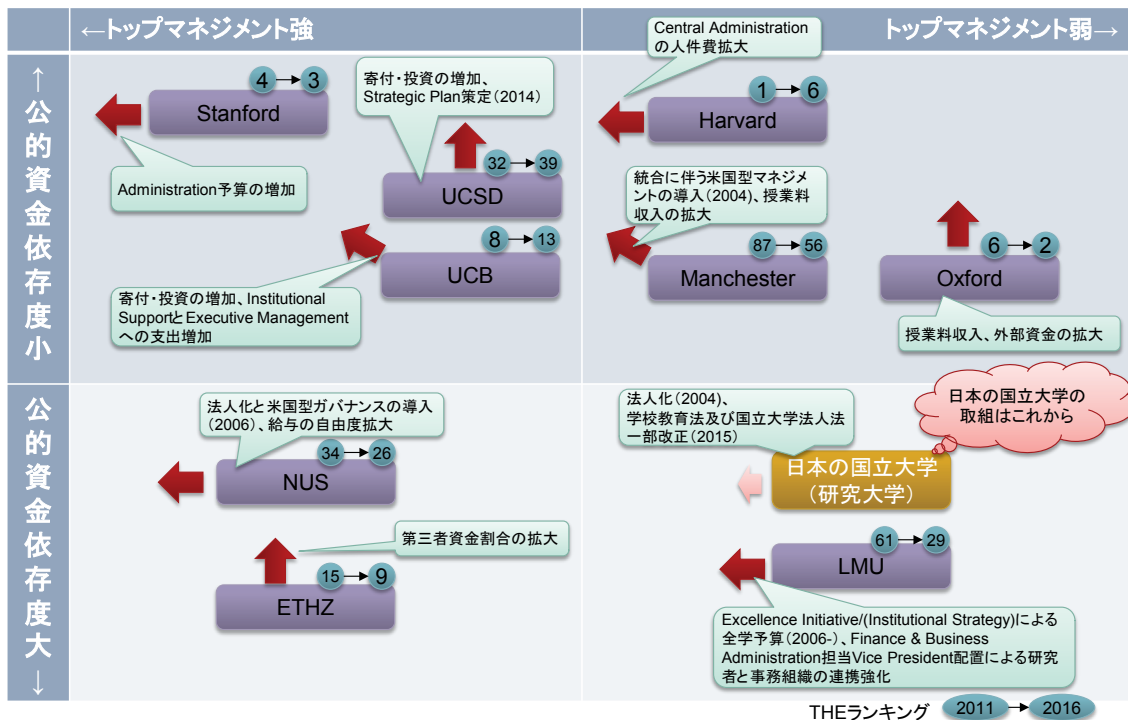 ←トップマネジメント強
トップマネジメント弱→
↑公的資金依存度小
4→3
Stanford
Administration予算の増加
寄付・投資の増加、
Strategic Plan策定（2014）
32→39
UCSD
8→13
UCB
寄付・投資の増加、Institutional
SupportとExecutive Management
への支出増加
Central Administration
の人件費拡大
1→6
Harvard
統合に伴う米国型マネジメ
ントの導入（2004）、授業料
収入の拡大
87→56
Manchester
6→2
Oxford
授業料収入、外部資金の拡大
公的資金依存度大↓
法人化と米国型ガバナンスの導入
（2006）、給与の自由度拡大
34→26
NUS
第三者資金割合の拡大
15→9
ETHZ
法人化（2004）、
学校教育法及び国立大学法人法
一部改正（2015）
日本の国立大学の
取組はこれから
日本の国立大学
（研究大学）
61→29
LMU
Excellence Initiative/(Institutional Strategy)による
全学予算（2006-）、Finance & Business
Administration担当Vice President配置による研究
者と事務組織の連携強化
THEランキング 2011→2016